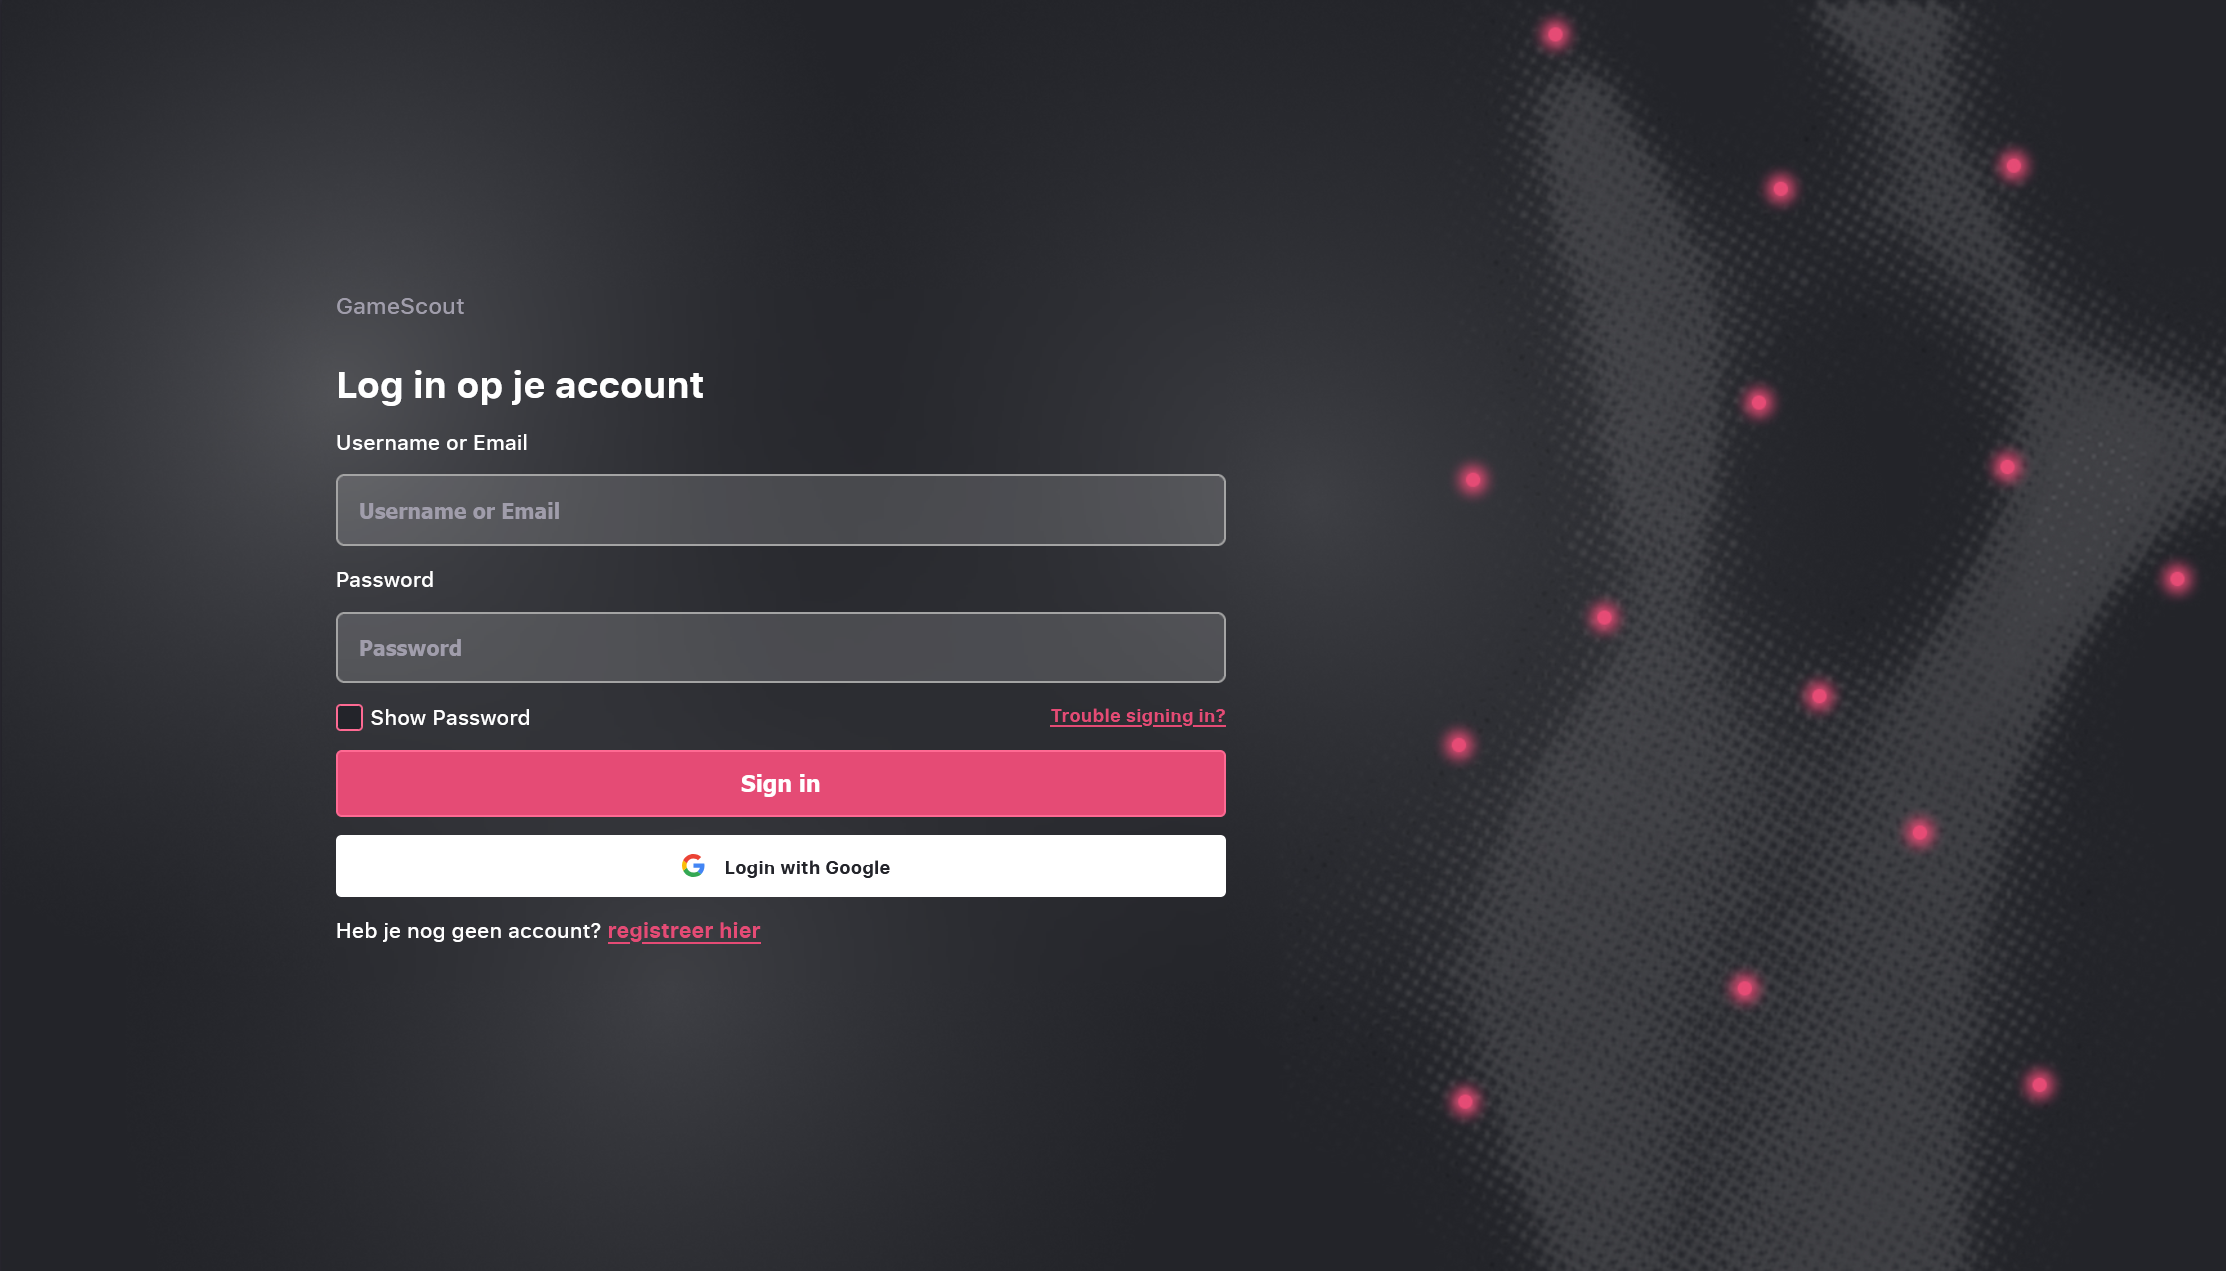 GameScout
Log in op je account
Username or Email
Username or Email
Password
Password
Show Password
Trouble signing in?
Sign in
Login with Google
Heb je nog geen account? registreer hier